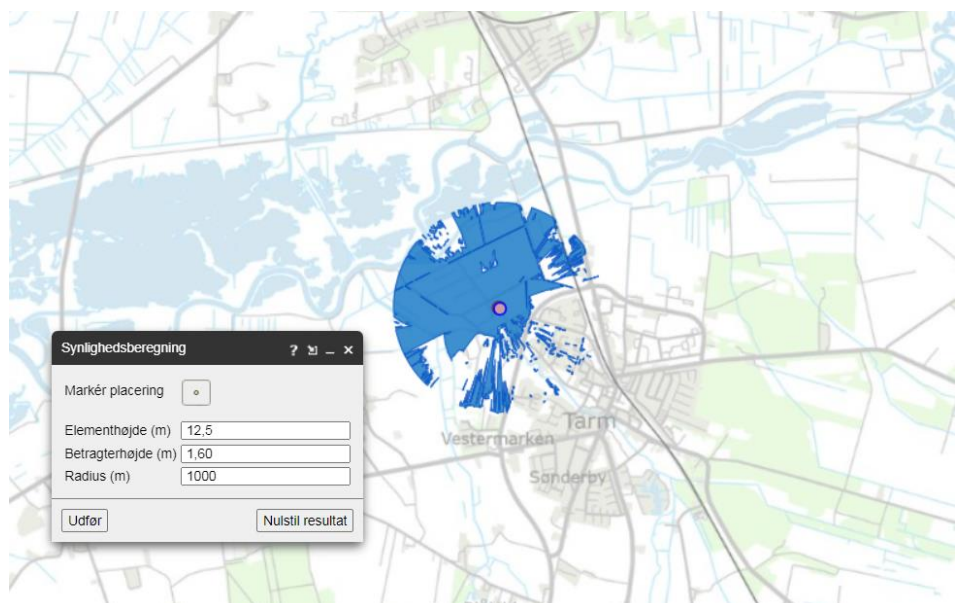 Synlighedsberegning ? _ ×
Markér placering
Elementhøjde (m) 12,5
Betragterhøjde (m) 1,60
Radius (m) 1000
Udfør Nulstil resultat
Tarm
Vestermarken
Sønderby